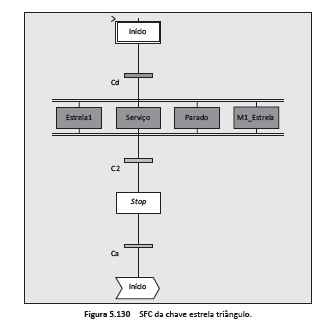 Início
Cd
Estrela1 Serviço Parado M1_Estrela
C2
Stop
Ca
Início
Figura 5.130 SFC da chave estrela triângulo.